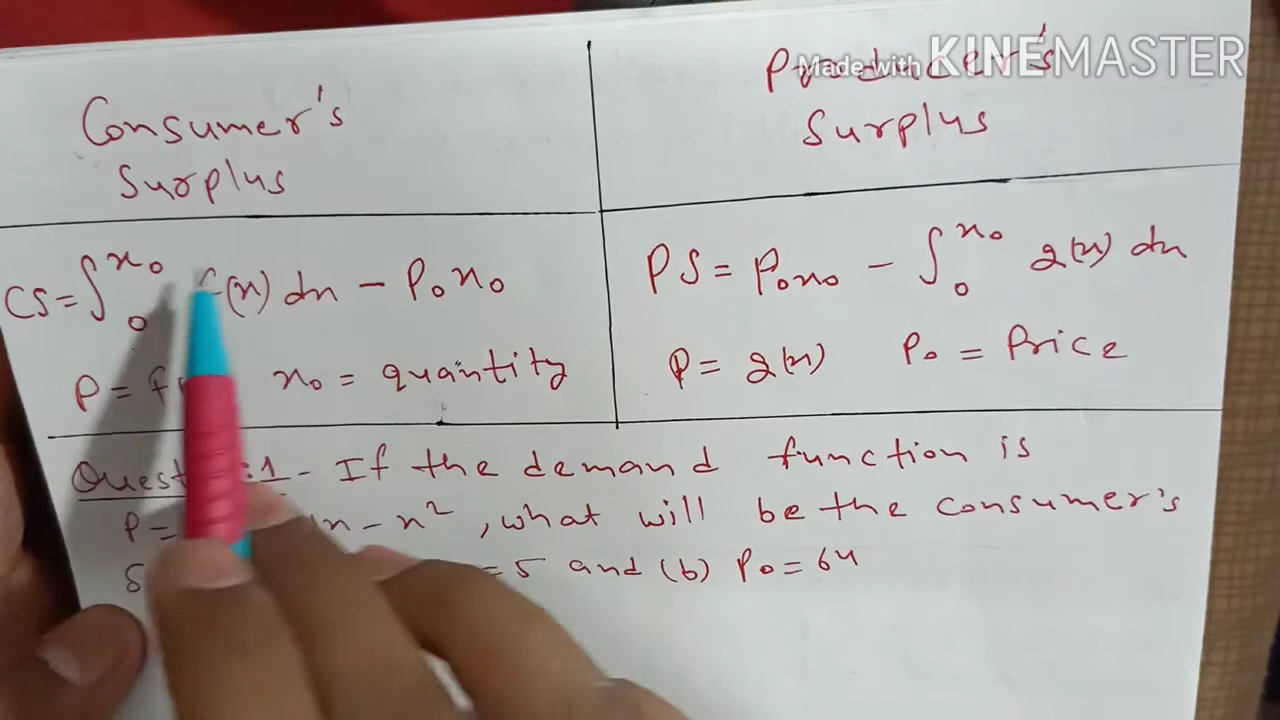 Consumer's
Surplus
Producer's
Surplus
Made with KINEMASTER
CS = ∫₀^x₀ (x) dx - P₀x₀
P = x₀ = quantity
PS = P₀x₀ - ∫₀^x₀ g(x) dx
P = g(x) P₀ = Price
:1 - If the demand function is
P = x - x², what will be the consumer's
= 5 and (b) P₀ = 64